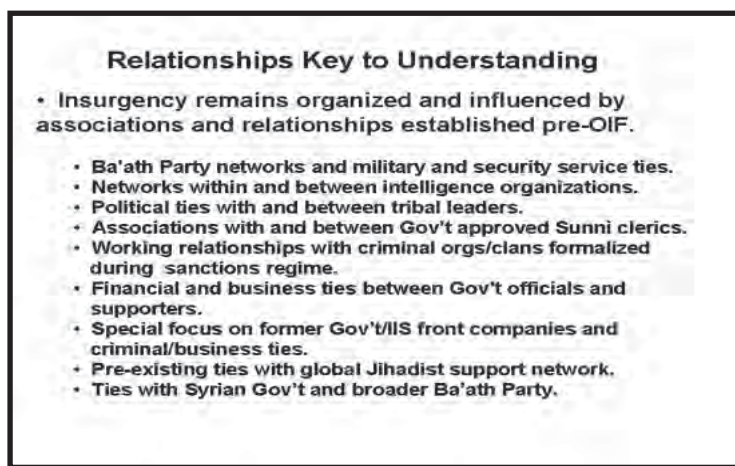 Relationships Key to Understanding
• Insurgency remains organized and influenced by
associations and relationships established pre-OIF.
• Ba'ath Party networks and military and security service ties.
• Networks within and between intelligence organizations.
• Political ties with and between tribal leaders.
• Associations with and between Gov't approved Sunni clerics.
• Working relationships with criminal orgs/clans formalized
during sanctions regime.
• Financial and business ties between Gov't officials and
supporters.
• Special focus on former Gov't/IIS front companies and
criminal/business ties.
• Pre-existing ties with global Jihadist support network.
• Ties with Syrian Gov't and broader Ba'ath Party.